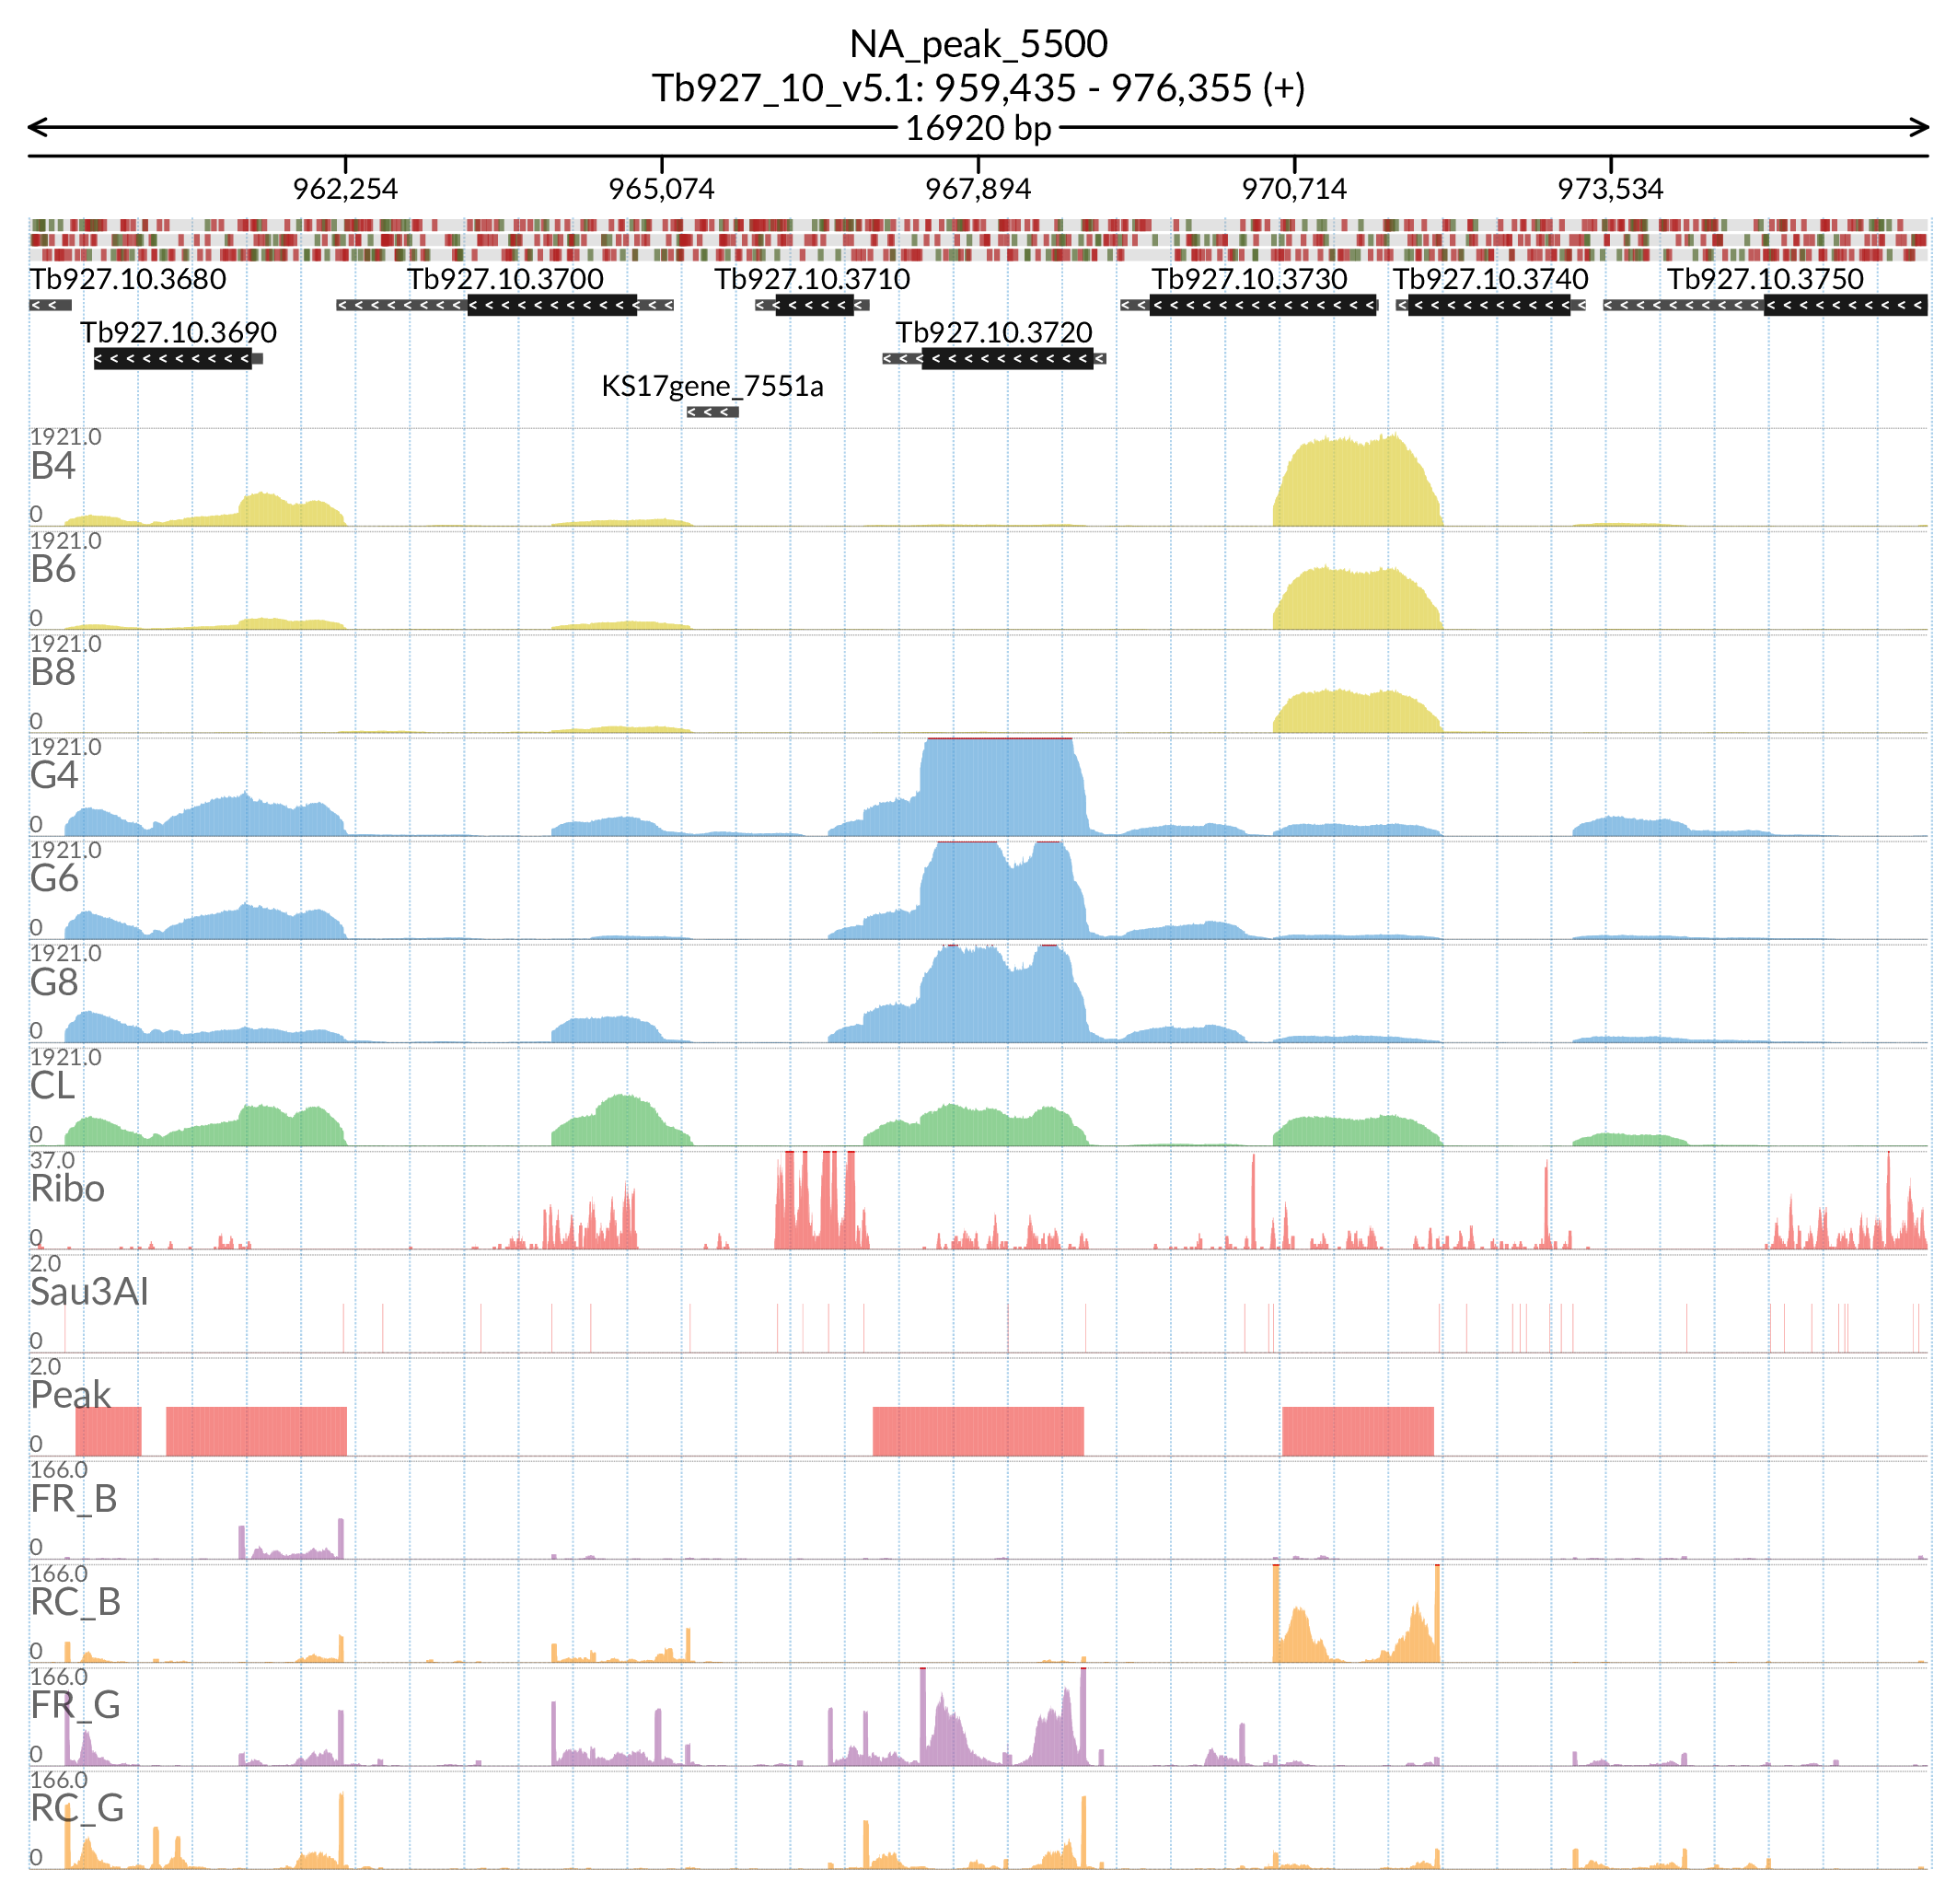 NA_peak_5500
Tb927_10_v5.1: 959,435 - 976,355 (+)
16920 bp
962,254 965,074 967,894 970,714 973,534
Tb927.10.3680 Tb927.10.3700 Tb927.10.3710 Tb927.10.3730 Tb927.10.3740 Tb927.10.3750
Tb927.10.3690 Tb927.10.3720
KS17gene_7551a
1921.0
B4
0
1921.0
B6
0
1921.0
B8
0
1921.0
G4
0
1921.0
G6
0
1921.0
G8
0
1921.0
CL
0
37.0
Ribo
0
2.0
Sau3AI
0
2.0
Peak
0
166.0
FR_B
0
166.0
RC_B
0
166.0
FR_G
0
166.0
RC_G
0